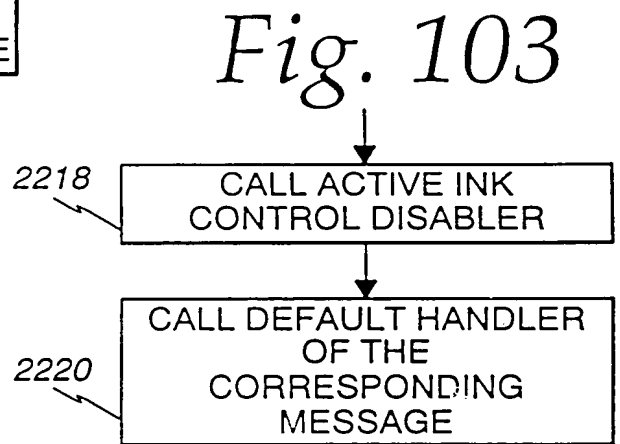 E
Fig. 103
2218
CALL ACTIVE INK
CONTROL DISABLER
2220
CALL DEFAULT HANDLER
OF THE
CORRESPONDING
MESSAGE